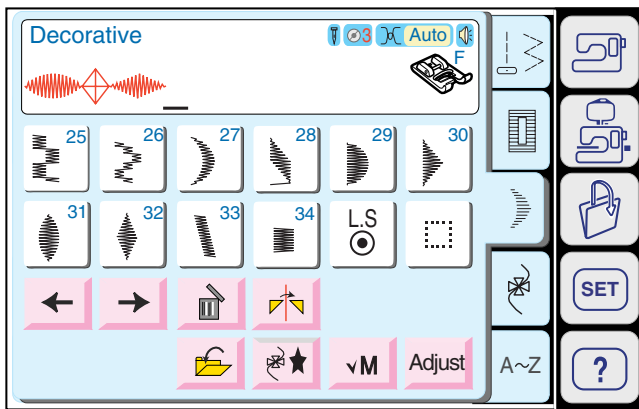 Decorative 3 Auto
F
25 26 27 28 29 30
31 32 33 34 L.S
SET
√M Adjust A~Z ?